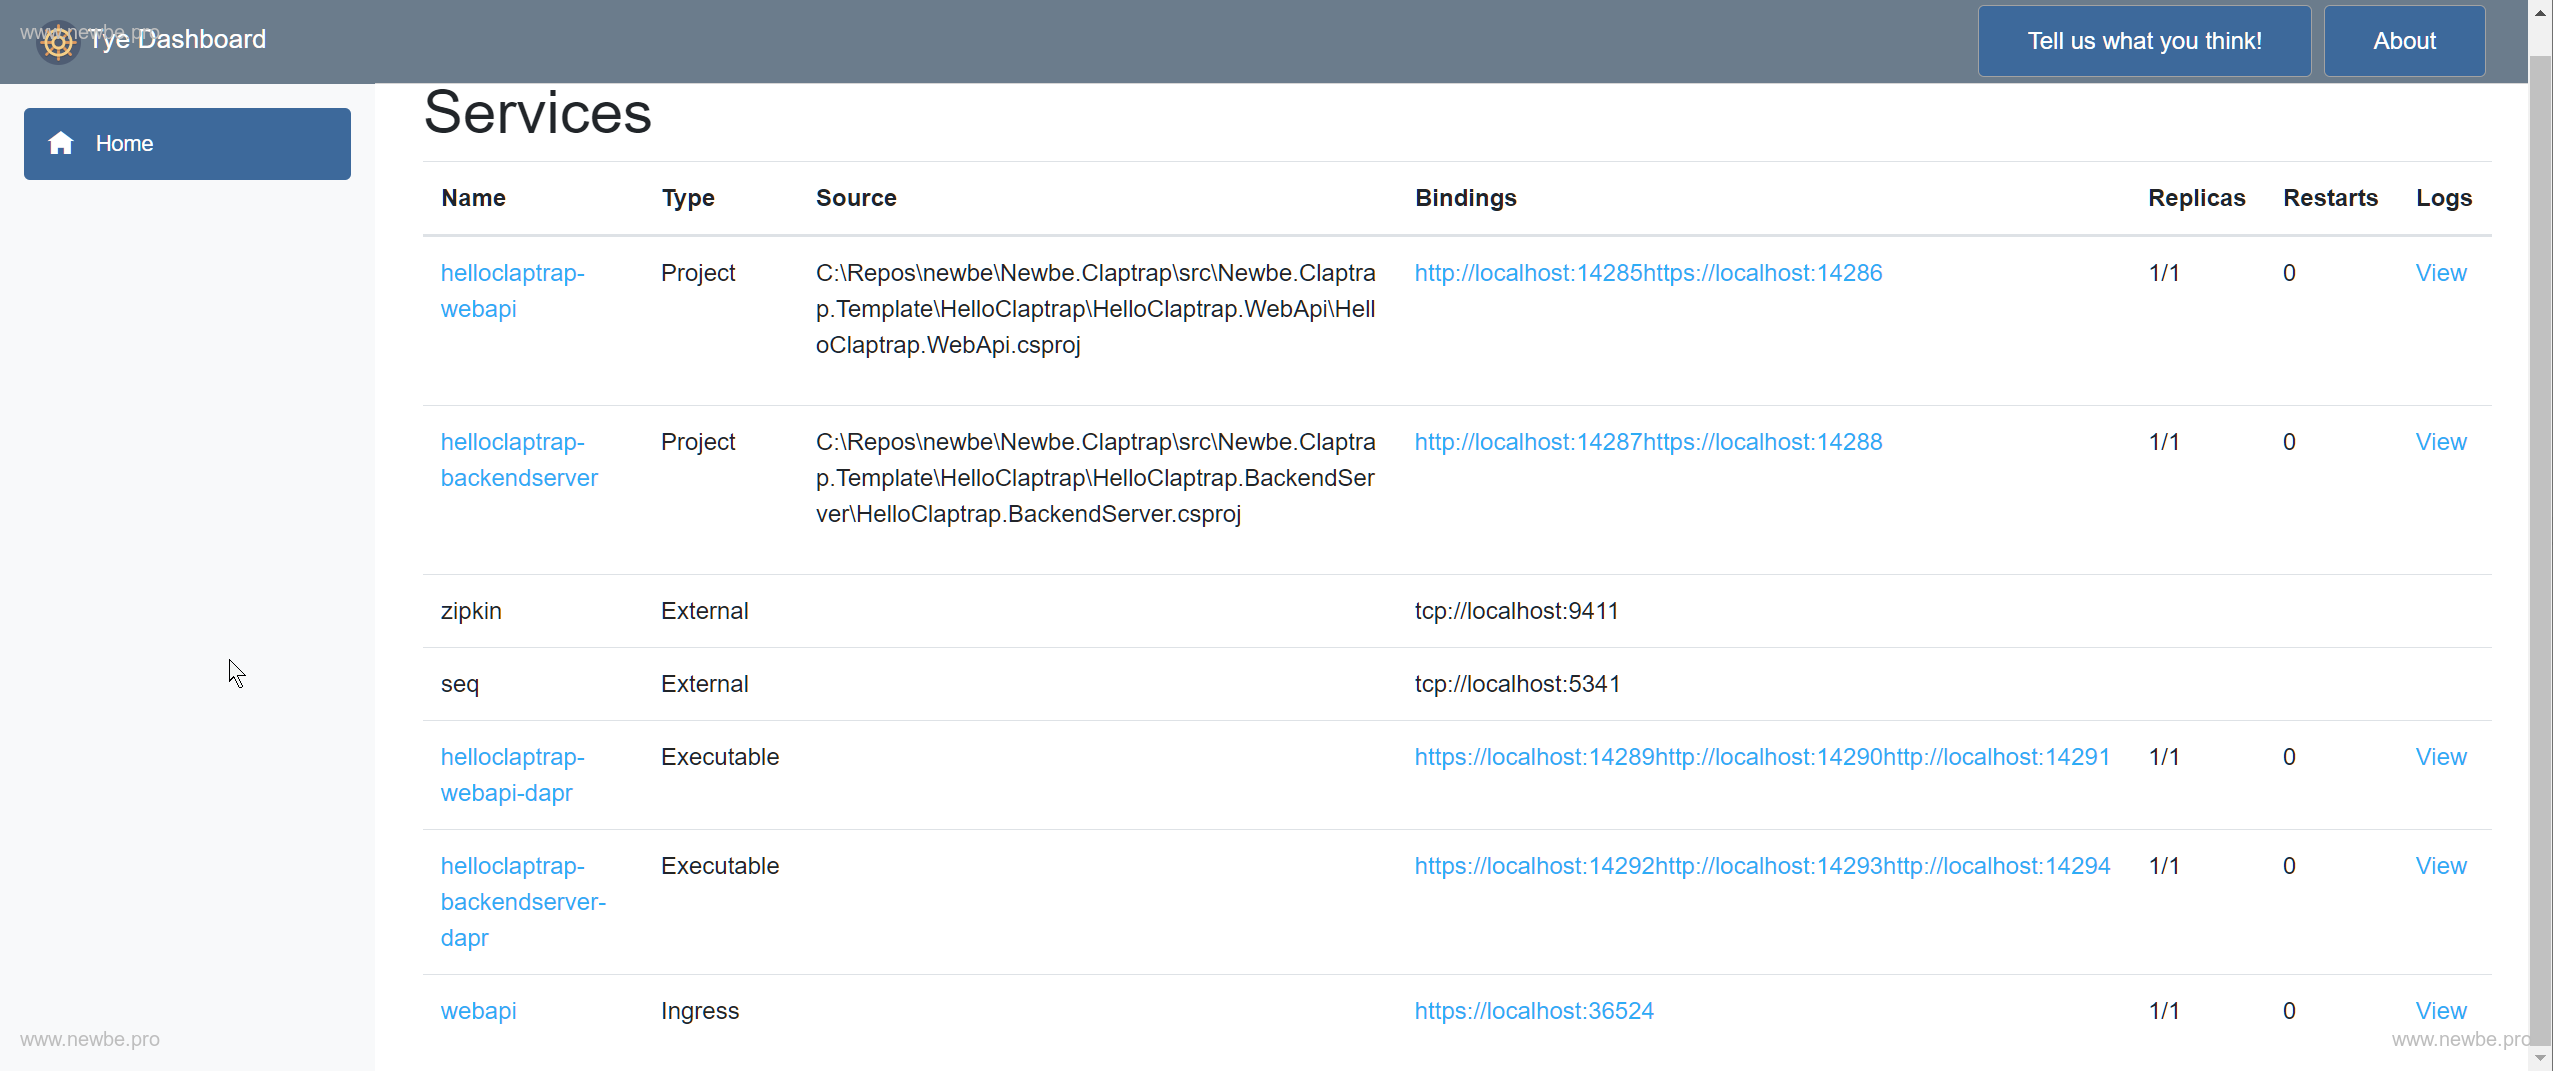 www.newbe.pro
Tye Dashboard
Tell us what you think!
About
Home
Services
Name Type Source Bindings Replicas Restarts Logs
helloclaptrap- Project C:\Repos\newbe\Newbe.Claptrap\src\Newbe.Claptra http://localhost:14285https://localhost:14286 1/1 0 View
webapi p.Template\HelloClaptrap\HelloClaptrap.WebApi\Hell
oClaptrap.WebApi.csproj
helloclaptrap- Project C:\Repos\newbe\Newbe.Claptrap\src\Newbe.Claptra http://localhost:14287https://localhost:14288 1/1 0 View
backendserver p.Template\HelloClaptrap\HelloClaptrap.BackendSer
ver\HelloClaptrap.BackendServer.csproj
zipkin External tcp://localhost:9411
seq External tcp://localhost:5341
helloclaptrap- Executable https://localhost:14289http://localhost:14290http://localhost:14291 1/1 0 View
webapi-dapr
helloclaptrap- Executable https://localhost:14292http://localhost:14293http://localhost:14294 1/1 0 View
backendserver-
dapr
webapi Ingress https://localhost:36524 1/1 0 View
www.newbe.pro
www.newbe.pro